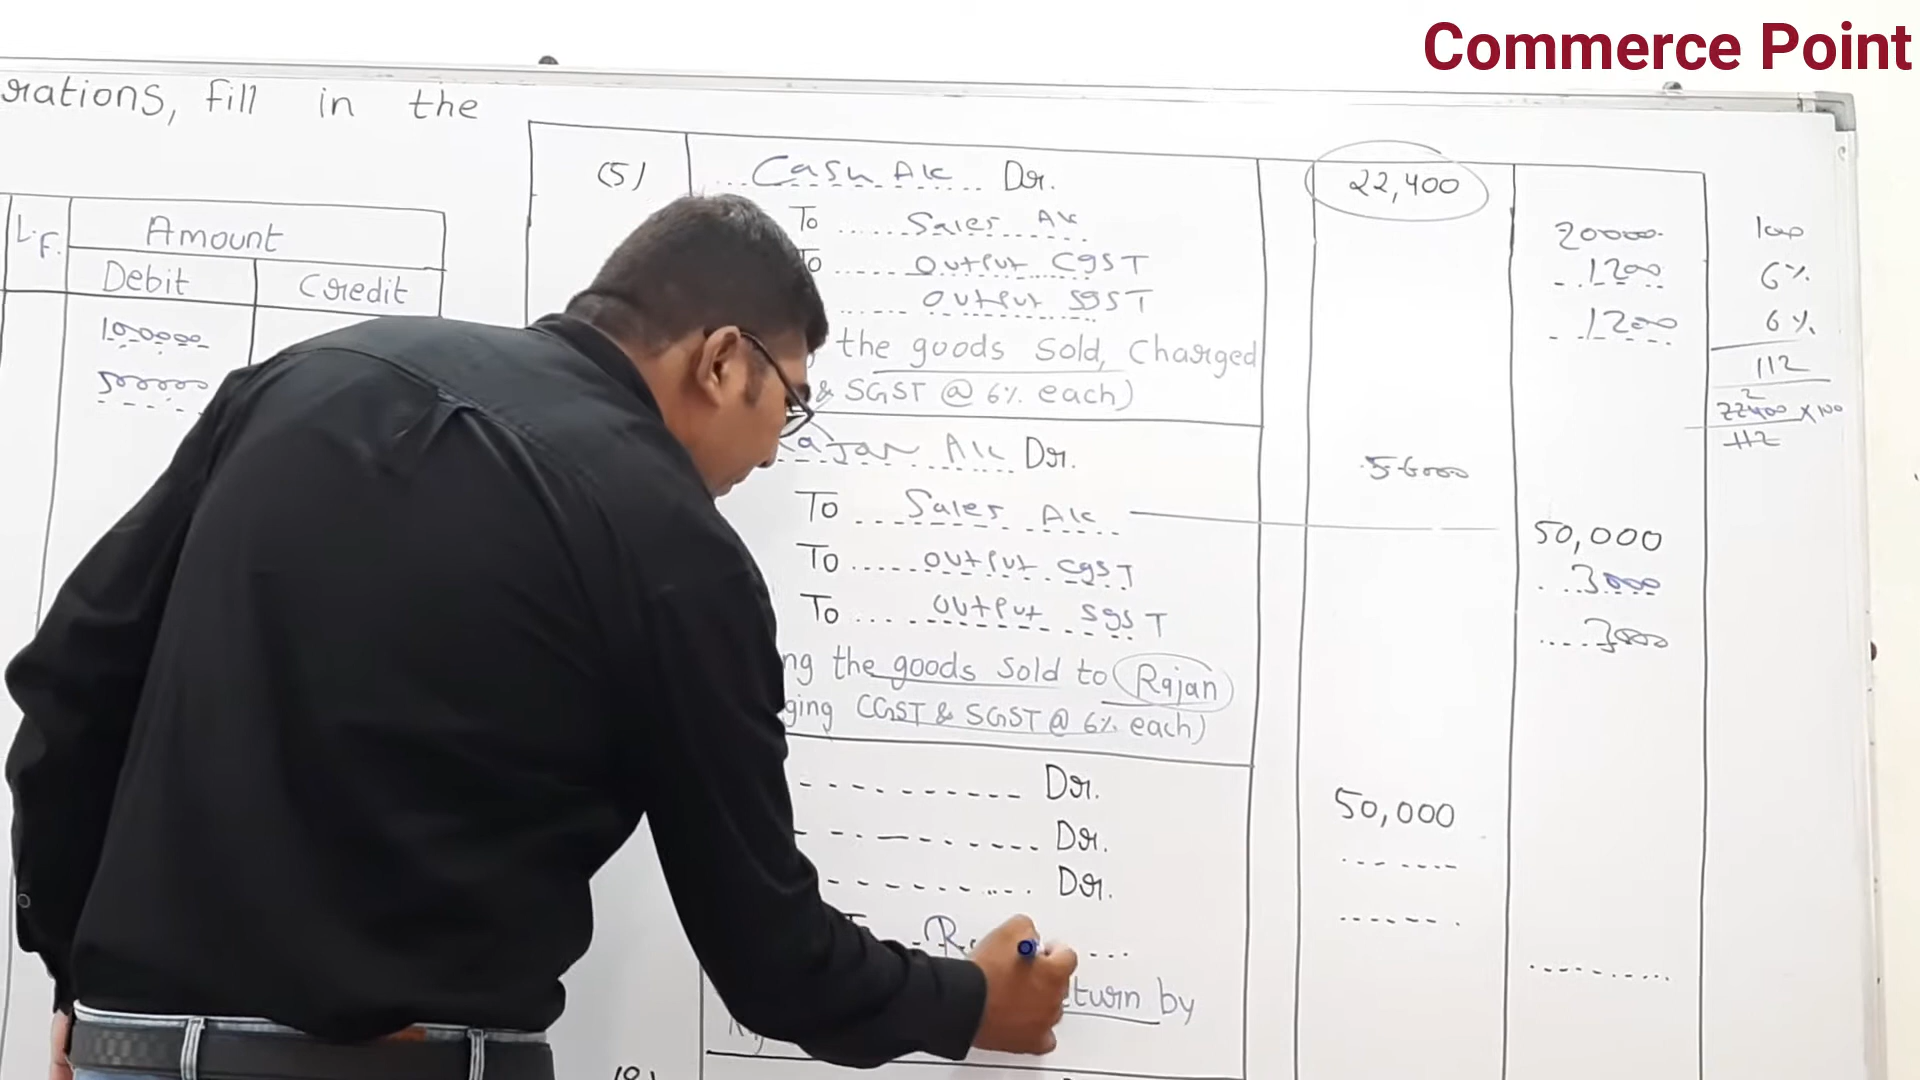 Commerce Point
rations, fill in the
L.F. Amount
Debit Credit
100000
500000
(5) Cash A/c Dr. 22,400
To Sales A/c 20000 100
To Output CGST 1200 6%
Output SGST 1200 6%
the goods sold, Charged 112
& SGST @ 6% each) 22400 X 100
112
2
Rajan A/c Dr. 56000
To Sales A/c 50,000
To Output CGST 3000
To Output SGST 3000
ng the goods sold to Rajan
ging CGST & SGST @ 6% each)
Dr. 50,000
Dr.
Dr.
turn by